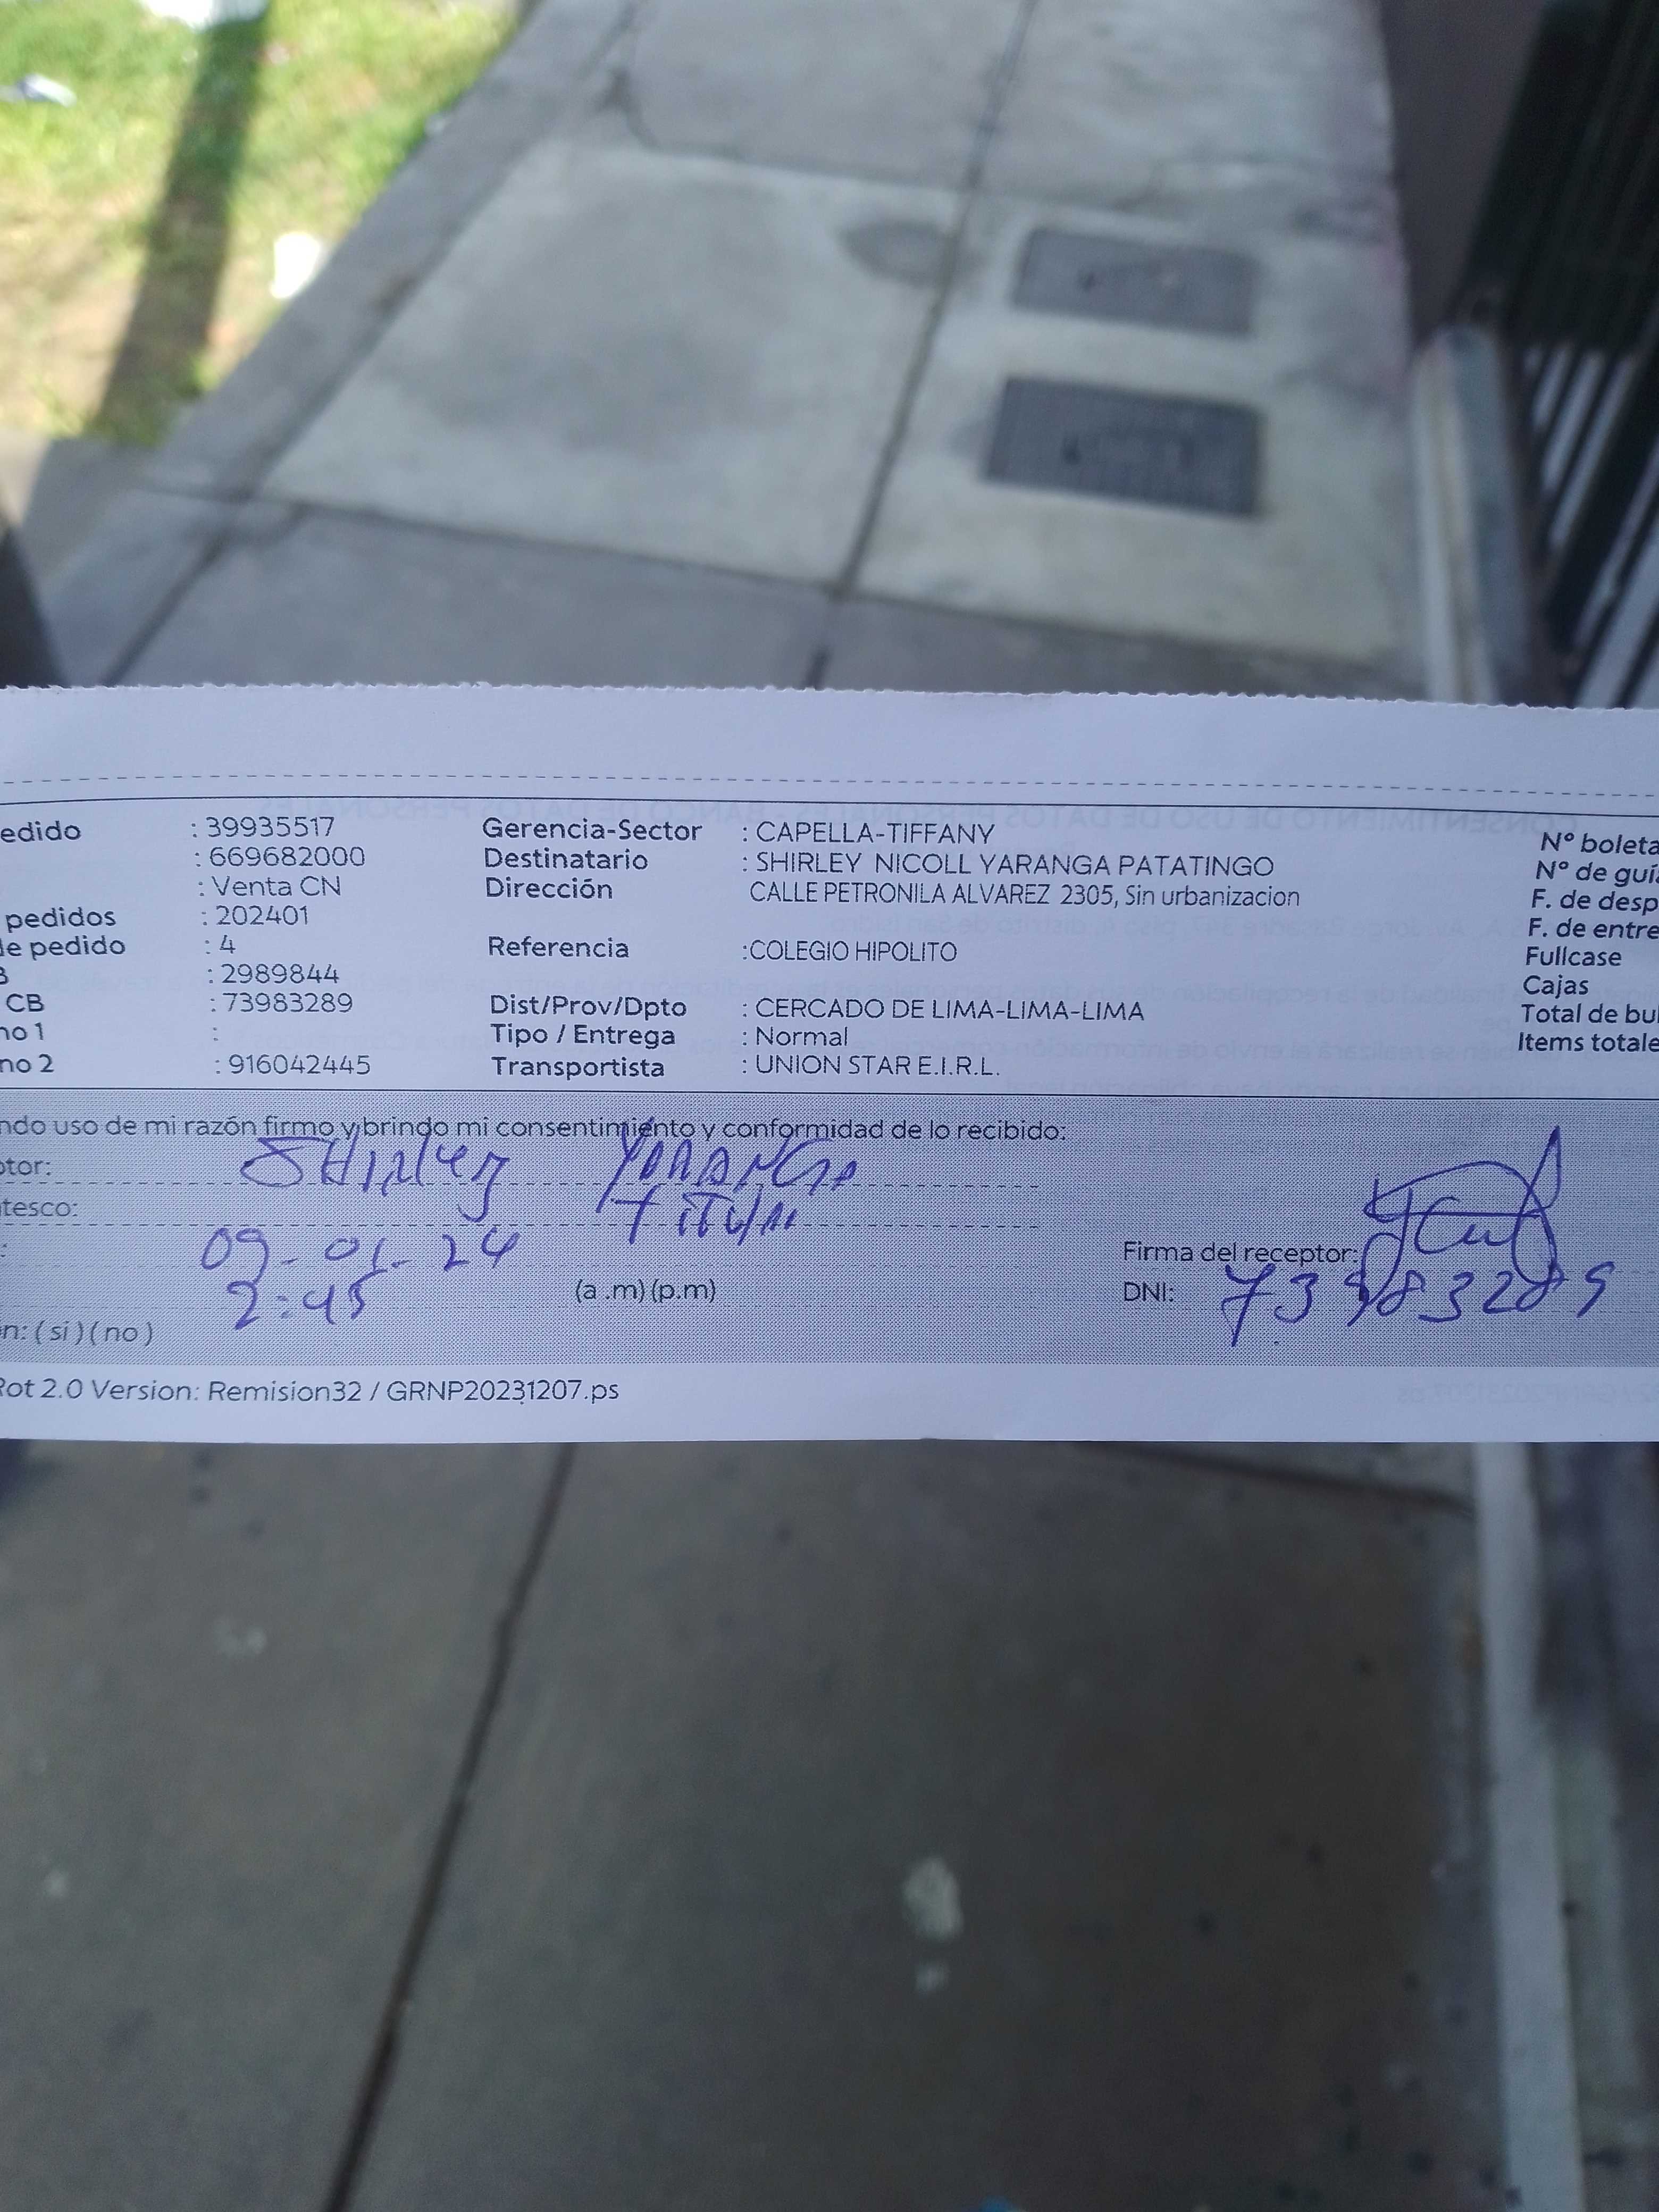 edido : 39935517 Gerencia-Sector : CAPELLA-TIFFANY Nº boleta
: 669682000 Destinatario : SHIRLEY NICOLL YARANGA PATATINGO Nº de guía
: Venta CN Dirección CALLE PETRONILA ALVAREZ 2305, Sin urbanizacion F. de desp
pedidos : 202401 F. de entre
de pedido : 4 Referencia :COLEGIO HIPOLITO Fullcase
: 2989844 Cajas
CB : 73983289 Dist/Prov/Dpto : CERCADO DE LIMA-LIMA-LIMA Total de bul
no 1 : Tipo / Entrega : Normal Items totale
no 2 : 916042445 Transportista : UNION STAR E.I.R.L.
ndo uso de mi razón firmo y brindo mi consentimiento y conformidad de lo recibido:
ptor: SHIRLEY YARANGA
tesco: TITULAR
: 09-01-24 Firma del receptor:
2:45 (a .m) (p.m) DNI: 73983289
n: ( si ) ( no )
Rot 2.0 Version: Remision32 / GRNP20231207.ps